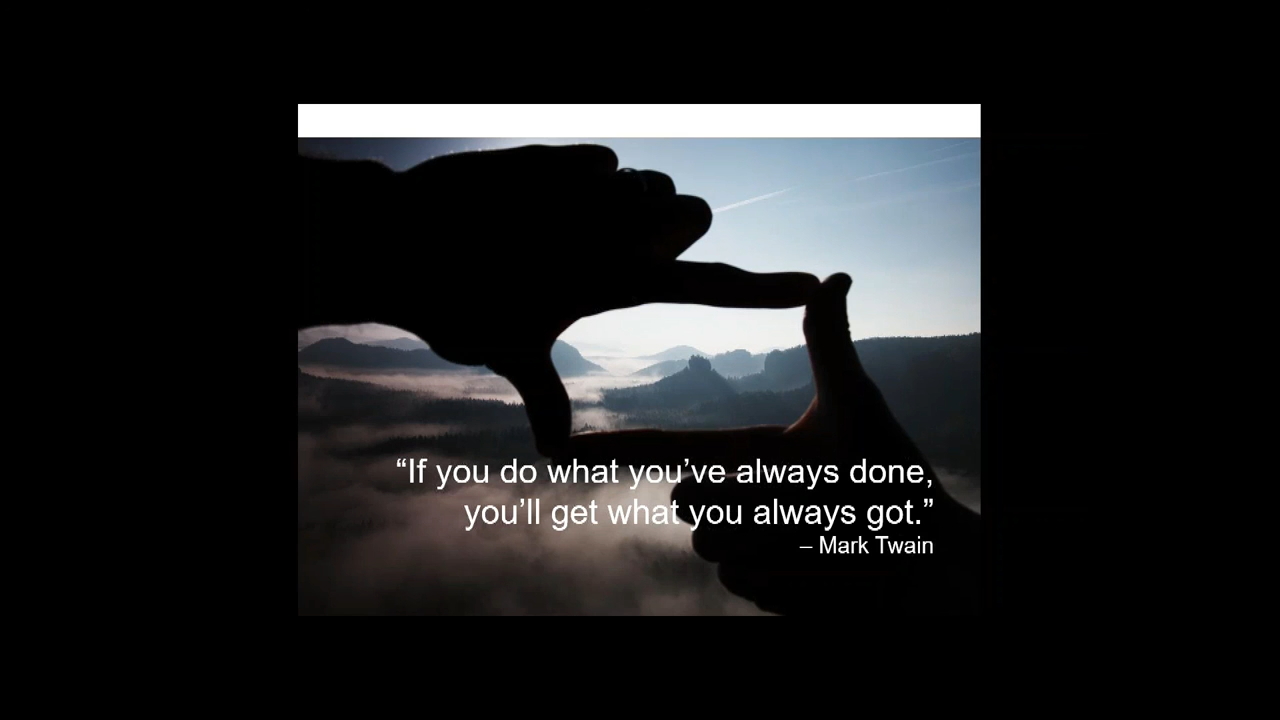 “If you do what you’ve always done,
you’ll get what you always got.”
– Mark Twain